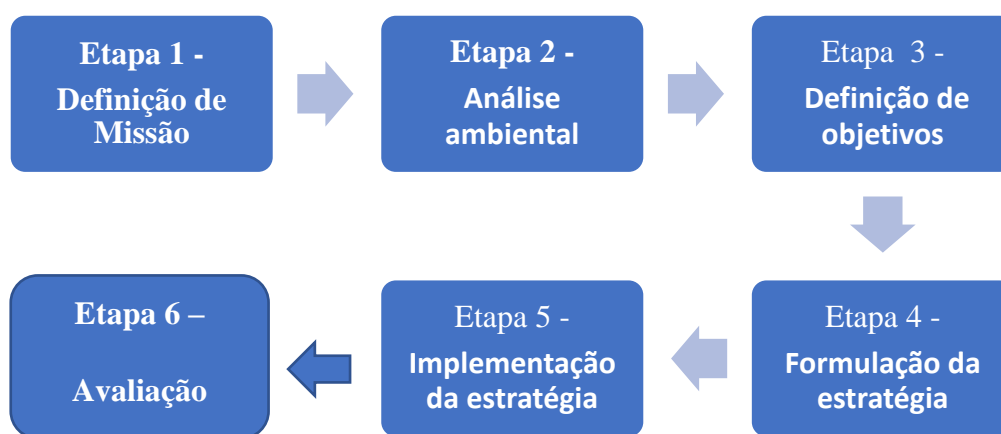 Etapa 1 -
Definição de
Missão
Etapa 2 -
Análise
ambiental
Etapa 3 -
Definição de
objetivos
Etapa 4 -
Formulação da
estratégia
Etapa 5 -
Implementação
da estratégia
Etapa 6 –
Avaliação